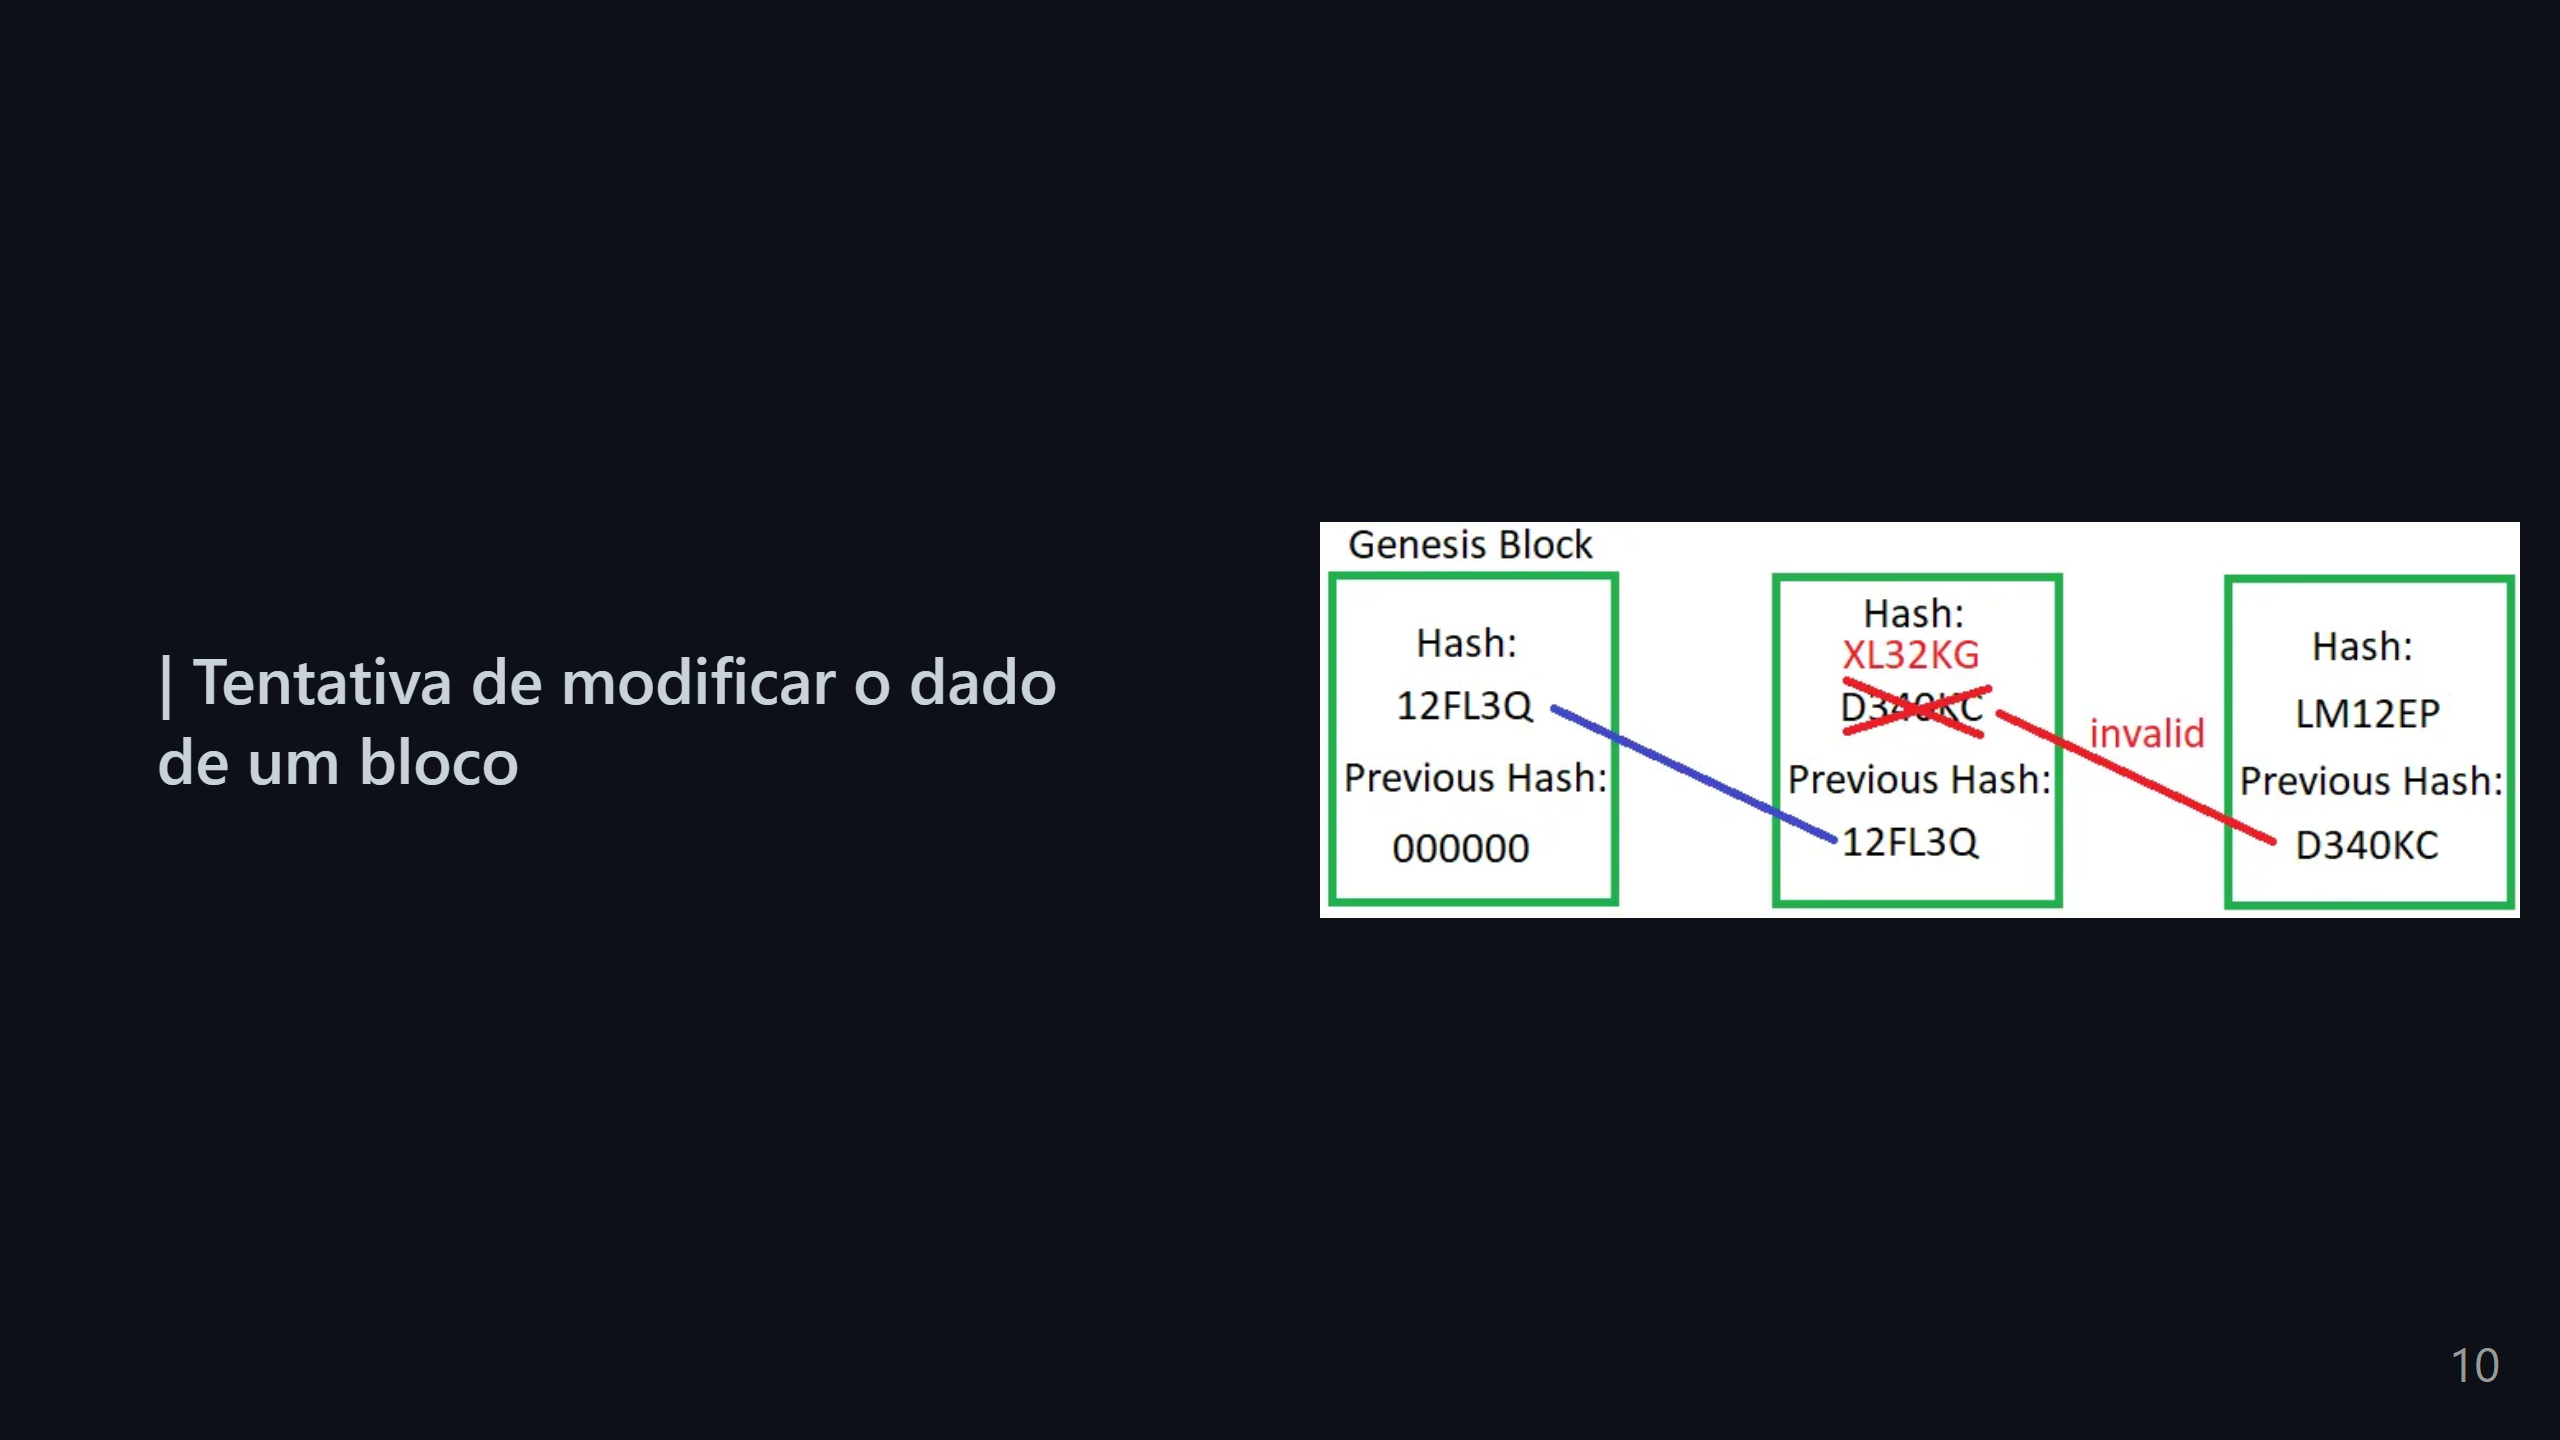 | Tentativa de modificar o dado
de um bloco
Genesis Block
Hash:
12FL3Q
Previous Hash:
000000
Hash:
XL32KG
D340KC
Previous Hash:
12FL3Q
invalid
Hash:
LM12EP
Previous Hash:
D340KC
10